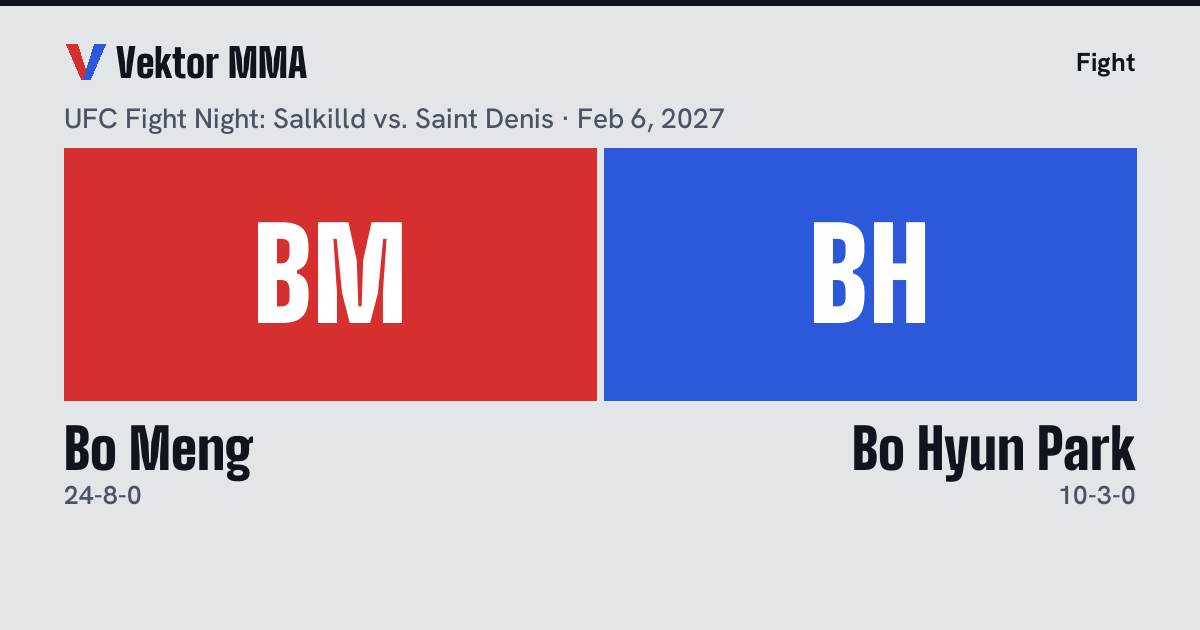 Vektor MMA
Fight
UFC Fight Night: Salkilld vs. Saint Denis · Feb 6, 2027
BM
BH
Bo Meng
Bo Hyun Park
24-8-0
10-3-0